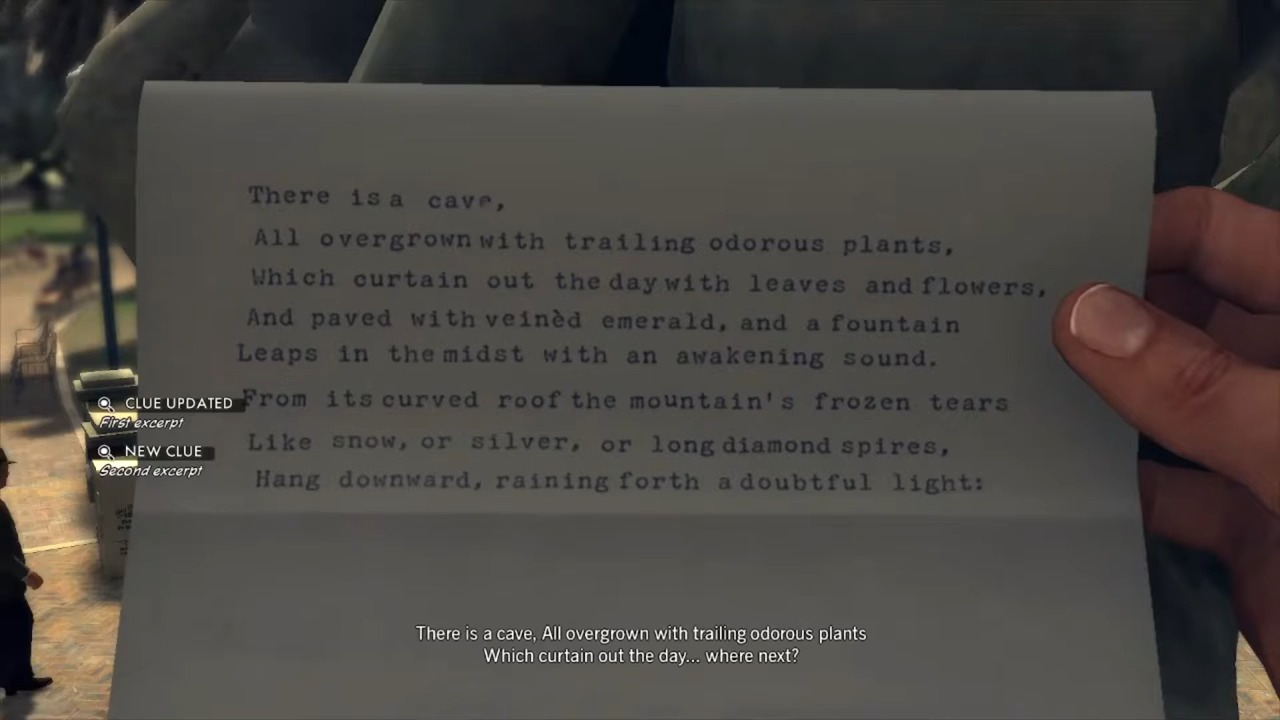 There is a cave,
All overgrown with trailing odorous plants,
Which curtain out the day with leaves and flowers,
And paved with veinèd emerald, and a fountain
Leaps in the midst with an awakening sound.
From its curved roof the mountain's frozen tears
Like snow, or silver, or long diamond spires,
Hang downward, raining forth a doubtful light:
CLUE UPDATED
First excerpt
NEW CLUE
Second excerpt
There is a cave, All overgrown with trailing odorous plants
Which curtain out the day... where next?